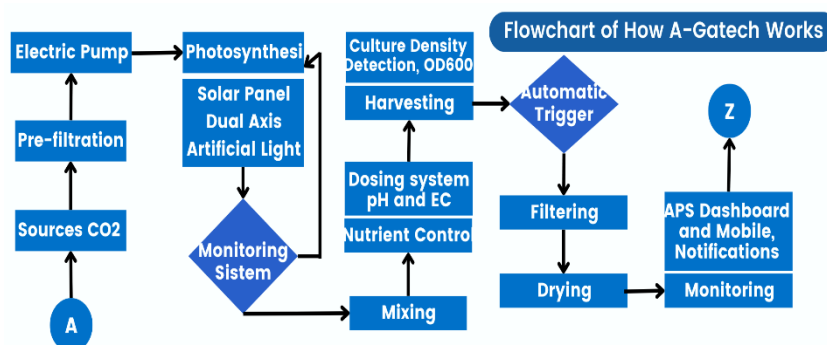 Flowchart of How A-Gatech Works
A
Sources CO2
Pre-filtration
Electric Pump
Photosynthesi
Solar Panel
Dual Axis
Artificial Light
Monitoring
Sistem
Mixing
Nutrient Control
Dosing system
pH and EC
Harvesting
Culture Density
Detection, OD600
Automatic
Trigger
Filtering
Drying
Monitoring
APS Dashboard
and Mobile,
Notifications
Z